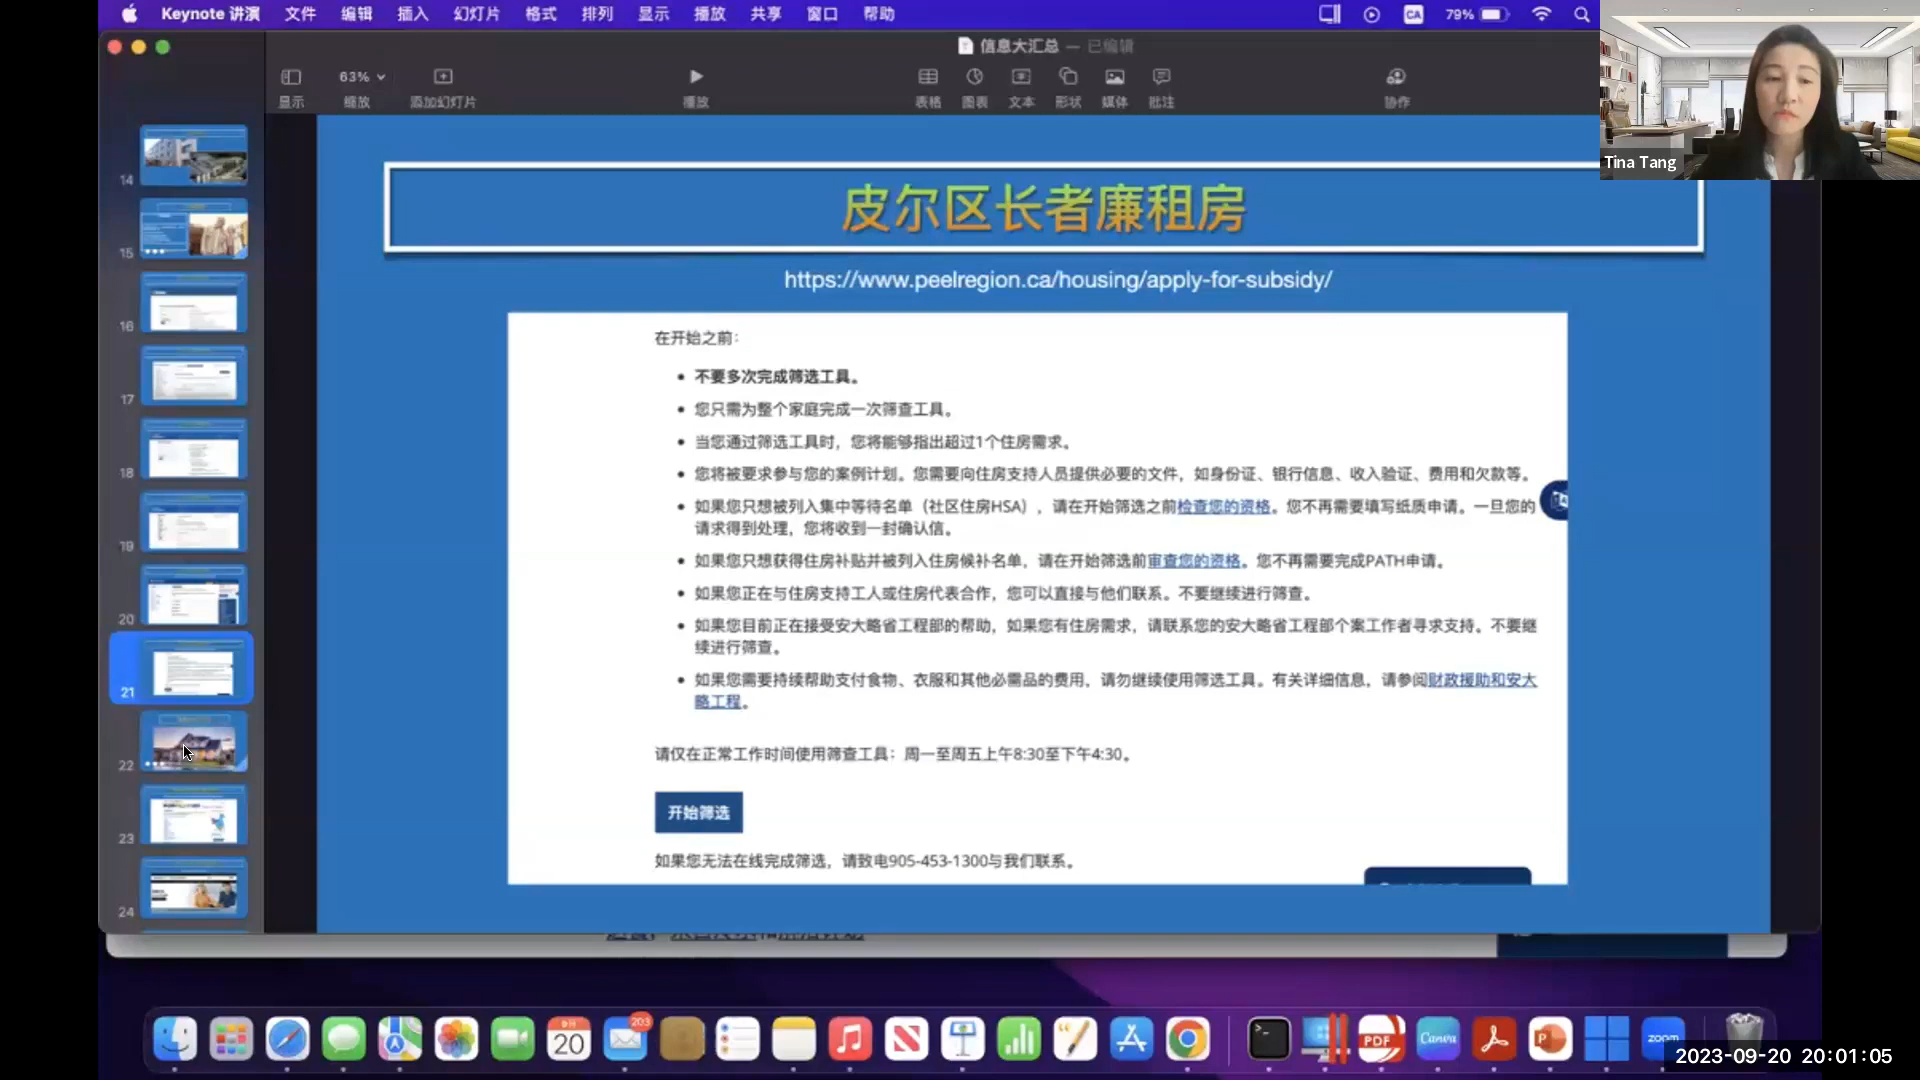 Keynote 讲演 文件 编辑 插入 幻灯片 格式 排列 显示 播放 共享 窗口 帮助
CA 79%
信息大汇总 — 已编辑
63%
显示 缩放 添加幻灯片 播放 表格 图表 文本 形状 媒体 批注 协作
Tina Tang
皮尔区长者廉租房
https://www.peelregion.ca/housing/apply-for-subsidy/
在开始之前：
不要多次完成筛选工具。
您只需为整个家庭完成一次筛查工具。
当您通过筛选工具时，您将能够指出超过1个住房需求。
您将被要求参与您的案例计划。您需要向住房支持人员提供必要的文件，如身份证、银行信息、收入验证、费用和欠款等。
如果您只想被列入集中等待名单（社区住房HSA），请在开始筛选之前检查您的资格。您不再需要填写纸质申请。一旦您的
请求得到处理，您将收到一封确认信。
如果您只想获得住房补贴并被列入住房候补名单，请在开始筛选前审查您的资格。您不再需要完成PATH申请。
如果您正在与住房支持工人或住房代表合作，您可以直接与他们联系。不要继续进行筛查。
如果您目前正在接受安大略省工程部的帮助，如果您有住房需求，请联系您的安大略省工程部个案工作者寻求支持。不要继
续进行筛查。
如果您需要持续帮助支付食物、衣服和其他必需品的费用，请勿继续使用筛选工具。有关详细信息，请参阅财政援助和安大
略工程。
请仅在正常工作时间使用筛查工具：周一至周五上午8:30至下午4:30。
开始筛选
如果您无法在线完成筛选，请致电905-453-1300与我们联系。
14
15
16
17
18
19
20
21
22
23
24
9月
20
203
PDF
Canva
zoom
2023-09-20 20:01:05